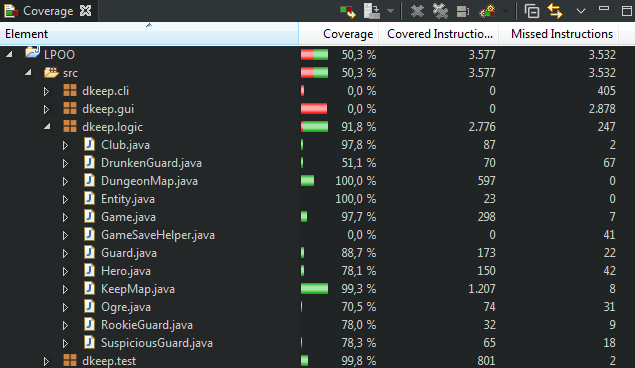 Coverage
Element Coverage Covered Instructio... Missed Instructions
LPOO 50,3 % 3.577 3.532
src 50,3 % 3.577 3.532
dkeep.cli 0,0 % 0 405
dkeep.gui 0,0 % 0 2.878
dkeep.logic 91,8 % 2.776 247
Club.java 97,8 % 87 2
DrunkenGuard.java 51,1 % 70 67
DungeonMap.java 100,0 % 597 0
Entity.java 100,0 % 23 0
Game.java 97,7 % 298 7
GameSaveHelper.java 0,0 % 0 41
Guard.java 88,7 % 173 22
Hero.java 78,1 % 150 42
KeepMap.java 99,3 % 1.207 8
Ogre.java 70,5 % 74 31
RookieGuard.java 78,0 % 32 9
SuspiciousGuard.java 78,3 % 65 18
dkeep.test 99,8 % 801 2